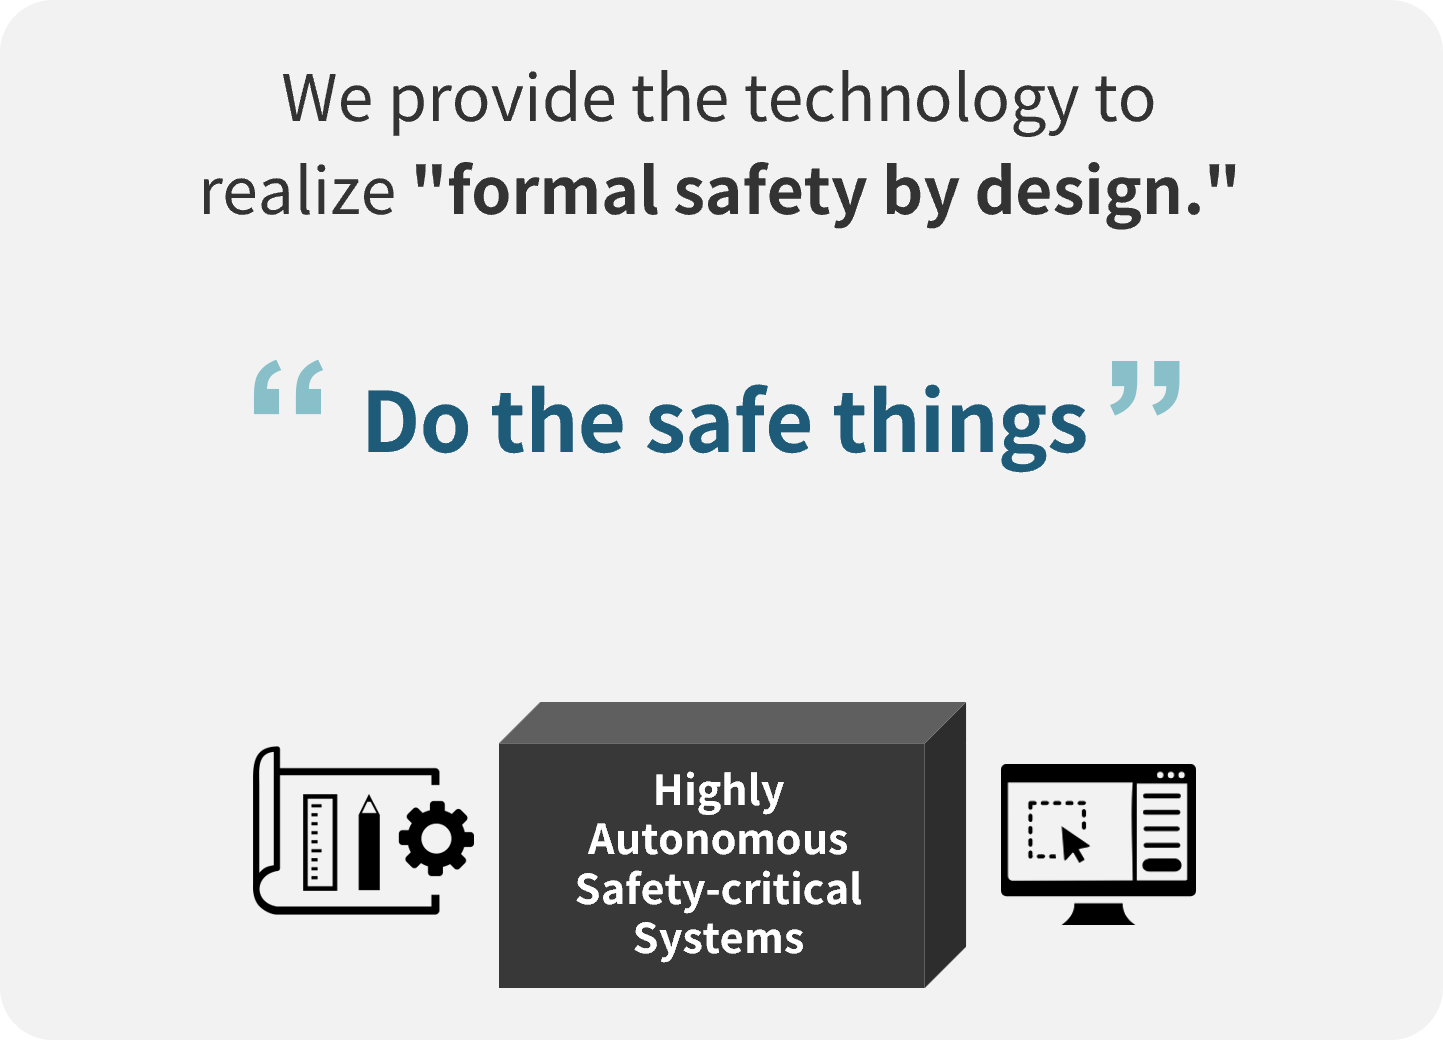 We provide the technology to
realize "formal safety by design."
“ Do the safe things ”
Highly
Autonomous
Safety-critical
Systems